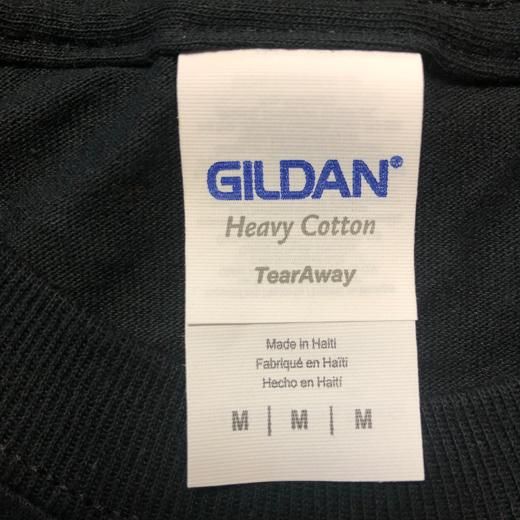 GILDAN®
Heavy Cotton
TearAway
Made in Haiti
Fabriqué en Haïti
Hecho en Haití
M | M | M